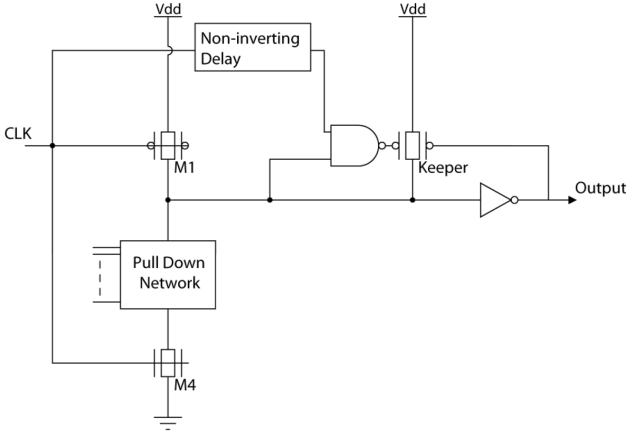 Vdd
Vdd
Non-inverting
Delay
CLK
M1
Keeper
Output
Pull Down
Network
M4